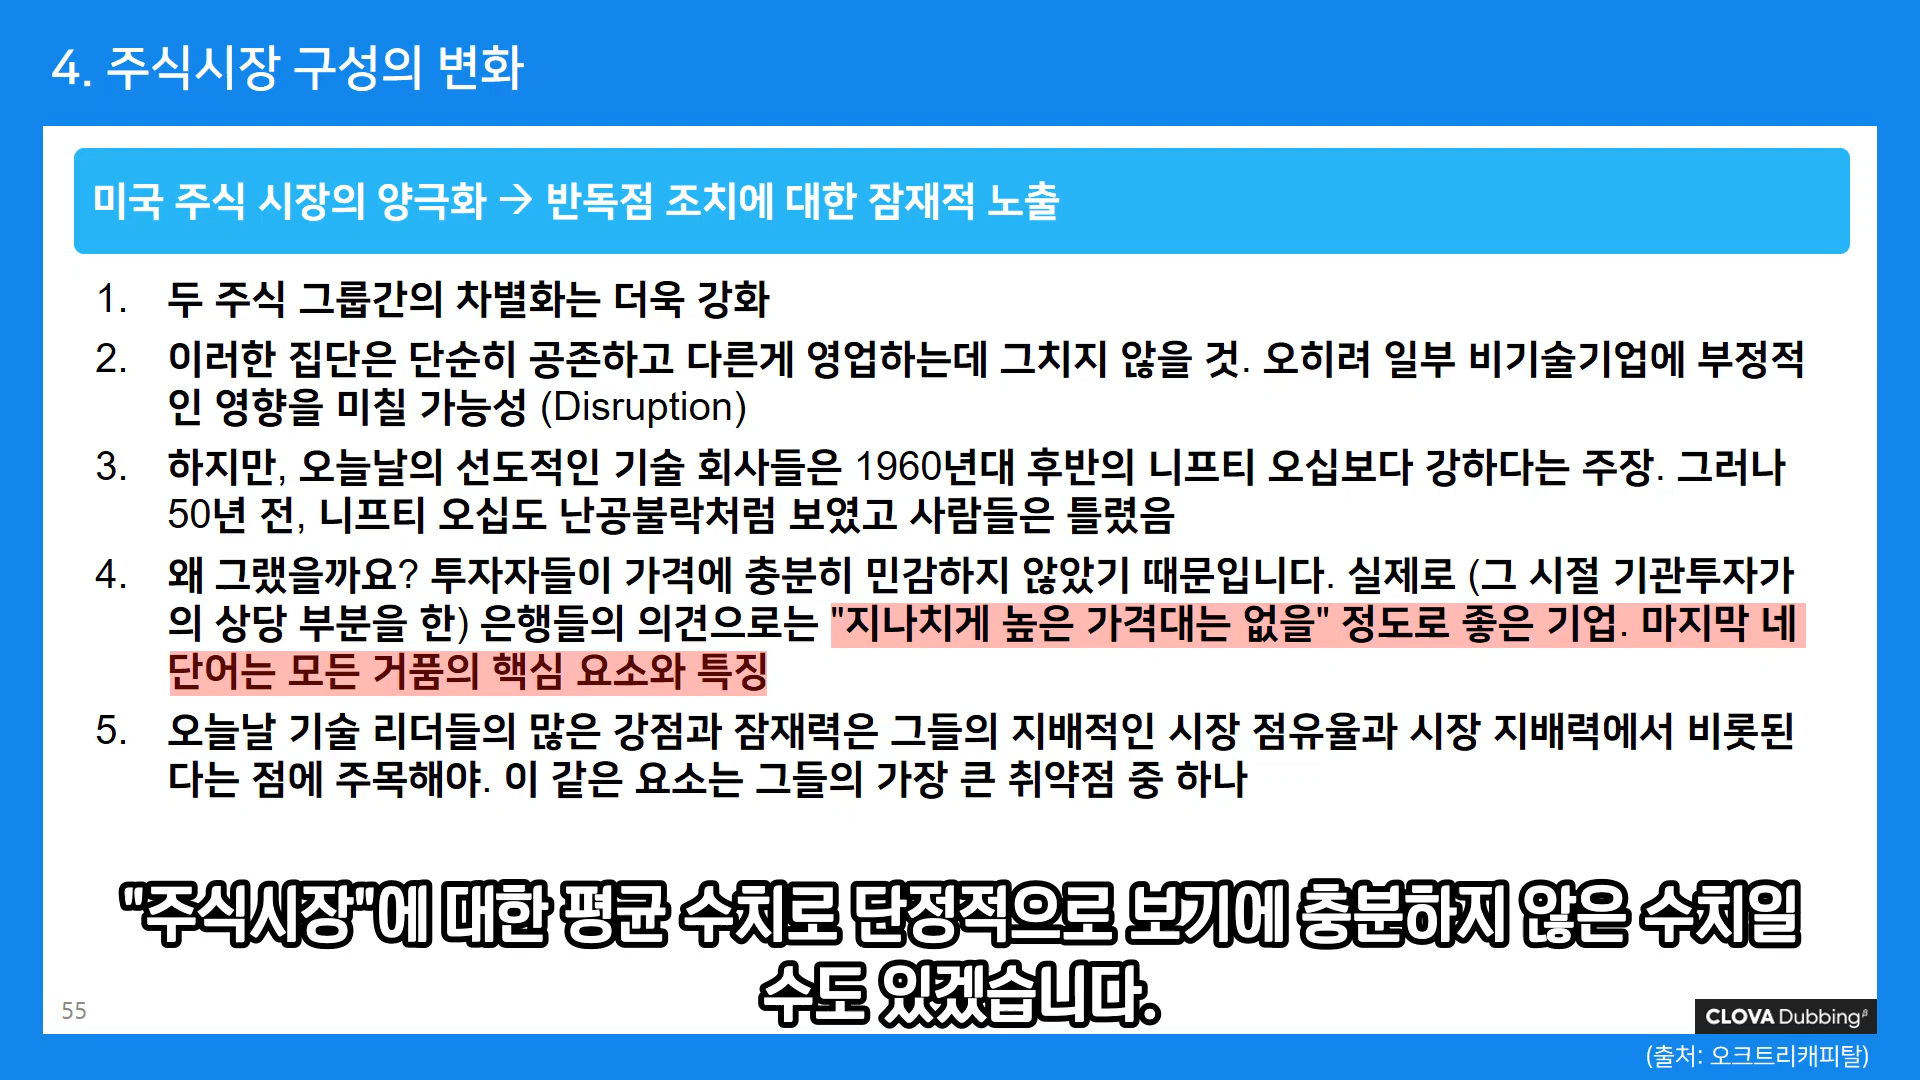 4. 주식시장 구성의 변화
미국 주식 시장의 양극화 → 반독점 조치에 대한 잠재적 노출
1. 두 주식 그룹간의 차별화는 더욱 강화
2. 이러한 집단은 단순히 공존하고 다른게 영업하는데 그치지 않을 것. 오히려 일부 비기술기업에 부정적
인 영향을 미칠 가능성 (Disruption)
3. 하지만, 오늘날의 선도적인 기술 회사들은 1960년대 후반의 니프티 오십보다 강하다는 주장. 그러나
50년 전, 니프티 오십도 난공불락처럼 보였고 사람들은 틀렸음
4. 왜 그랬을까요? 투자자들이 가격에 충분히 민감하지 않았기 때문입니다. 실제로 (그 시절 기관투자가
의 상당 부분을 한) 은행들의 의견으로는 "지나치게 높은 가격대는 없을" 정도로 좋은 기업. 마지막 네
단어는 모든 거품의 핵심 요소와 특징
5. 오늘날 기술 리더들의 많은 강점과 잠재력은 그들의 지배적인 시장 점유율과 시장 지배력에서 비롯된
다는 점에 주목해야. 이 같은 요소는 그들의 가장 큰 취약점 중 하나
"주식시장"에 대한 평균 수치로 단정적으로 보기에 충분하지 않은 수치일
수도 있겠습니다.
55
CLOVA Dubbing β
(출처: 오크트리캐피탈)